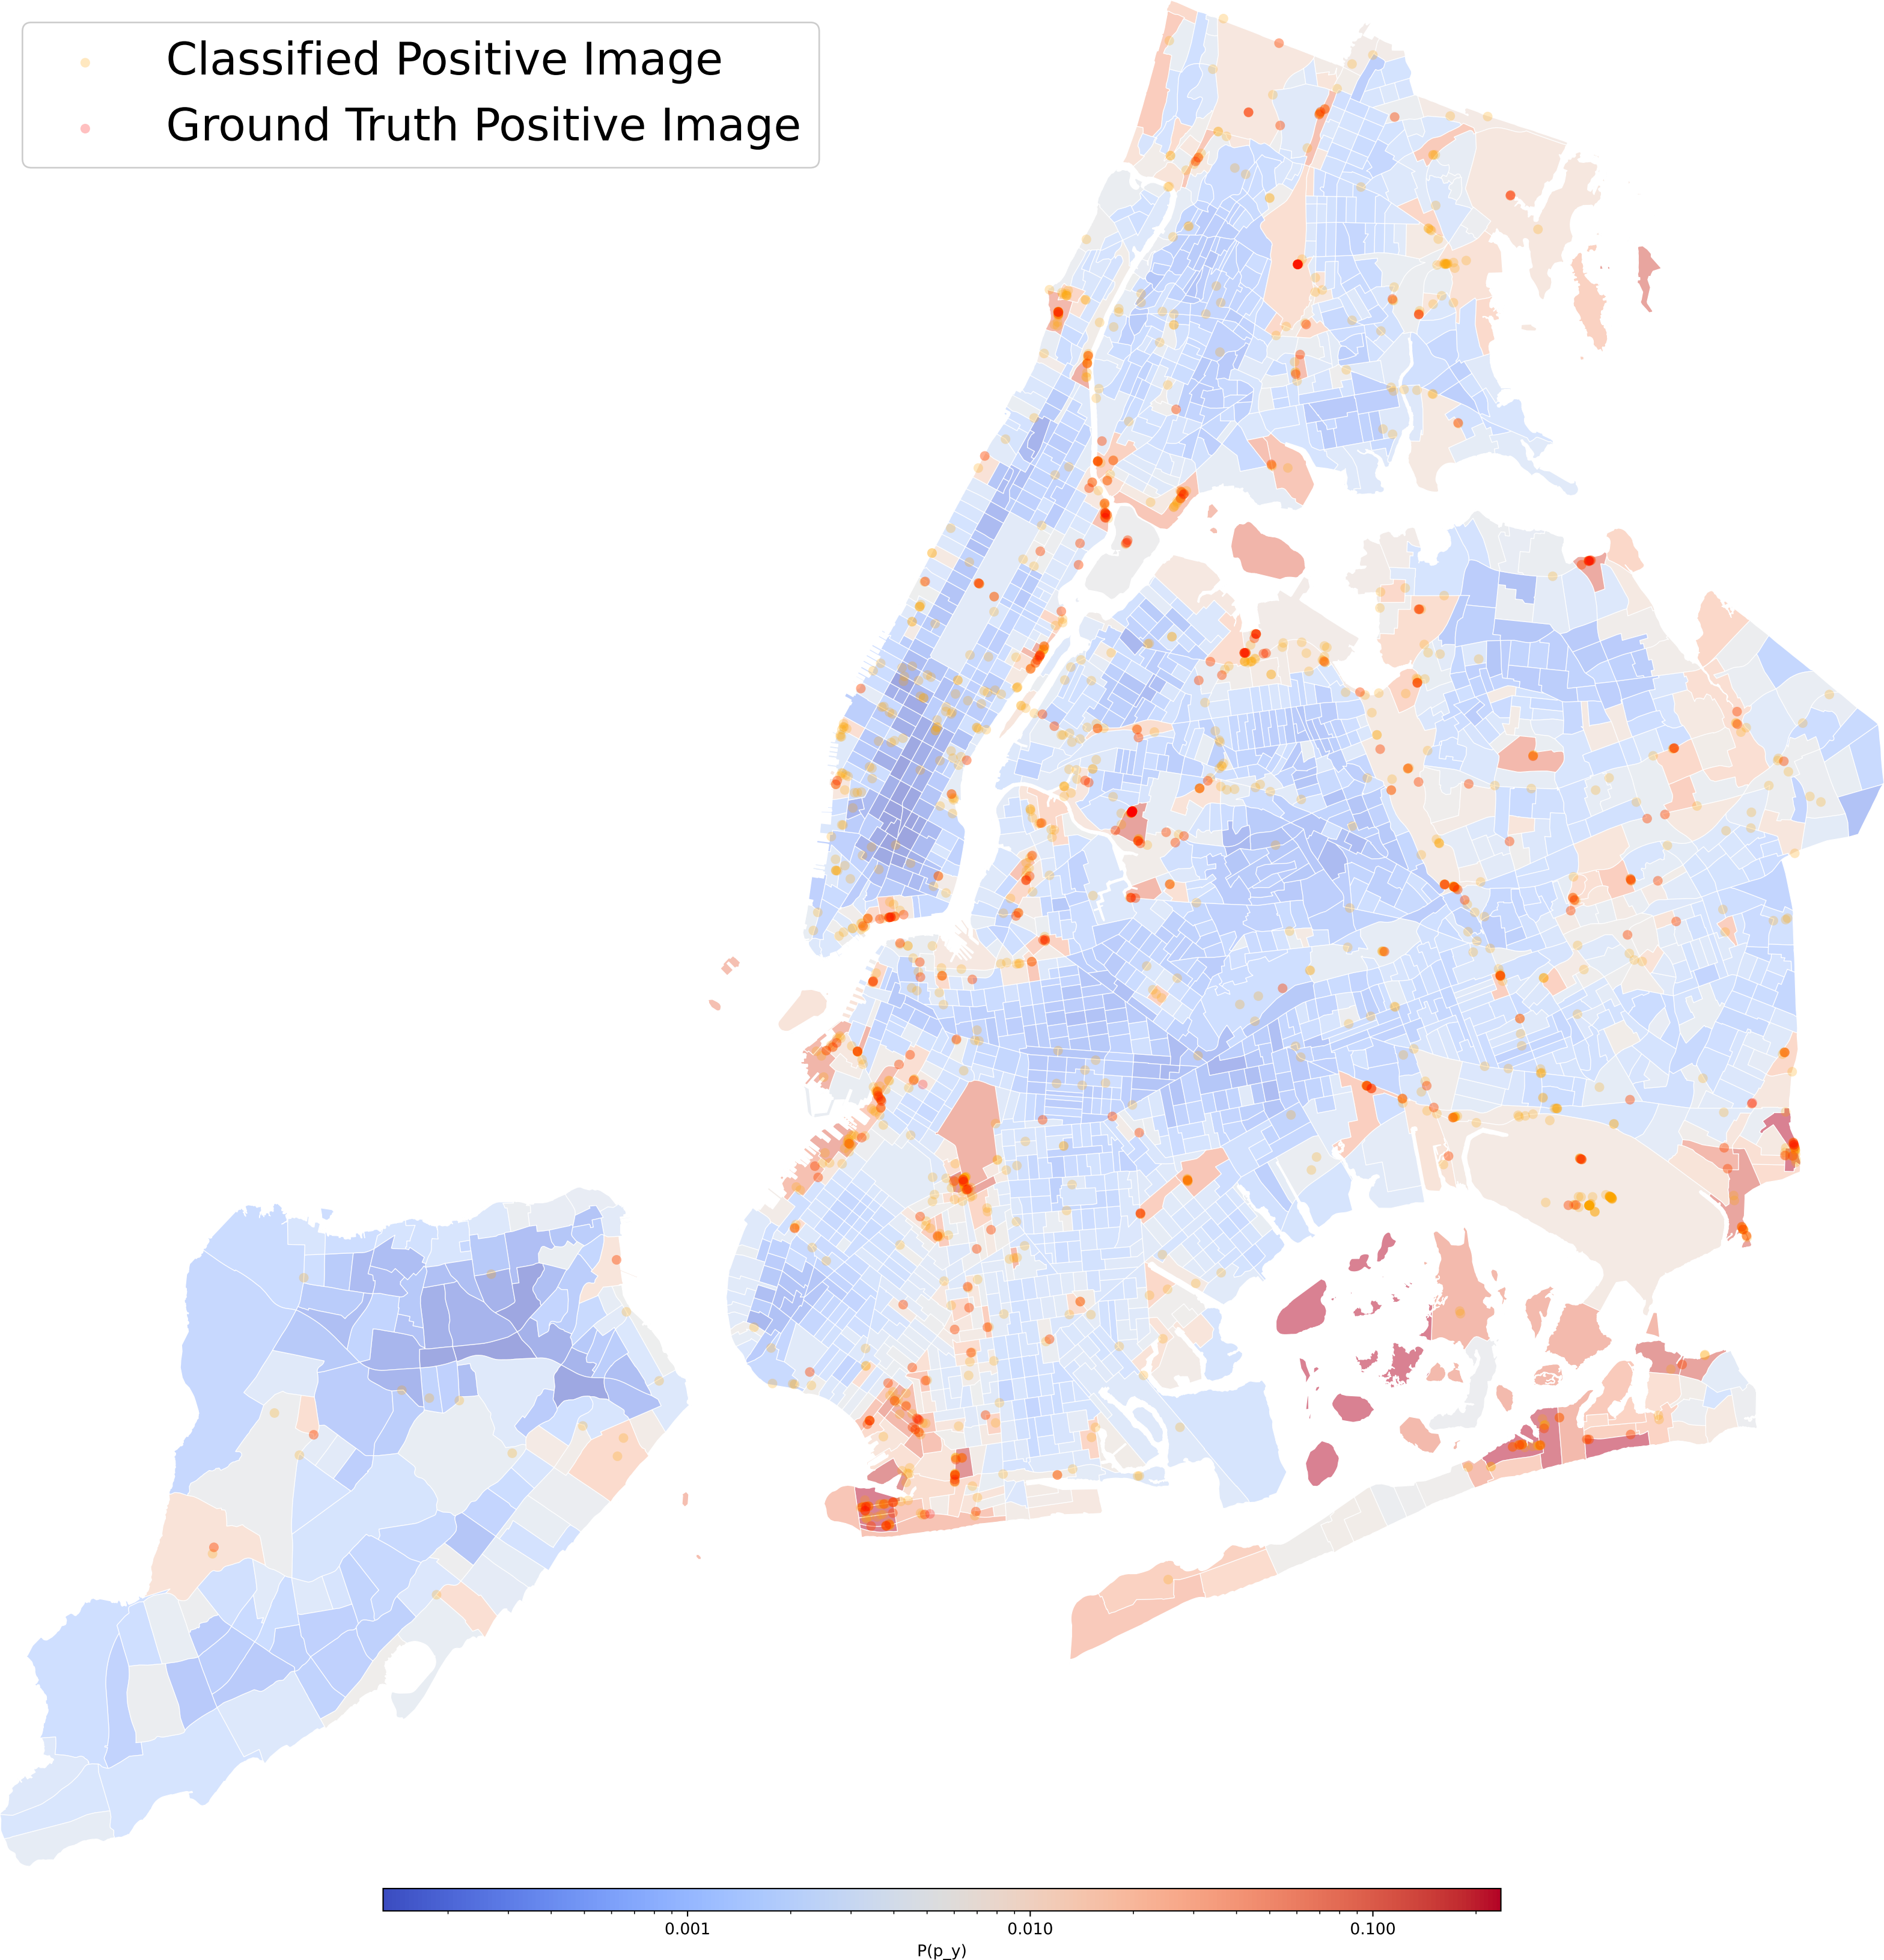 Classified Positive Image
Ground Truth Positive Image
0.001 0.010 0.100
P(p_y)